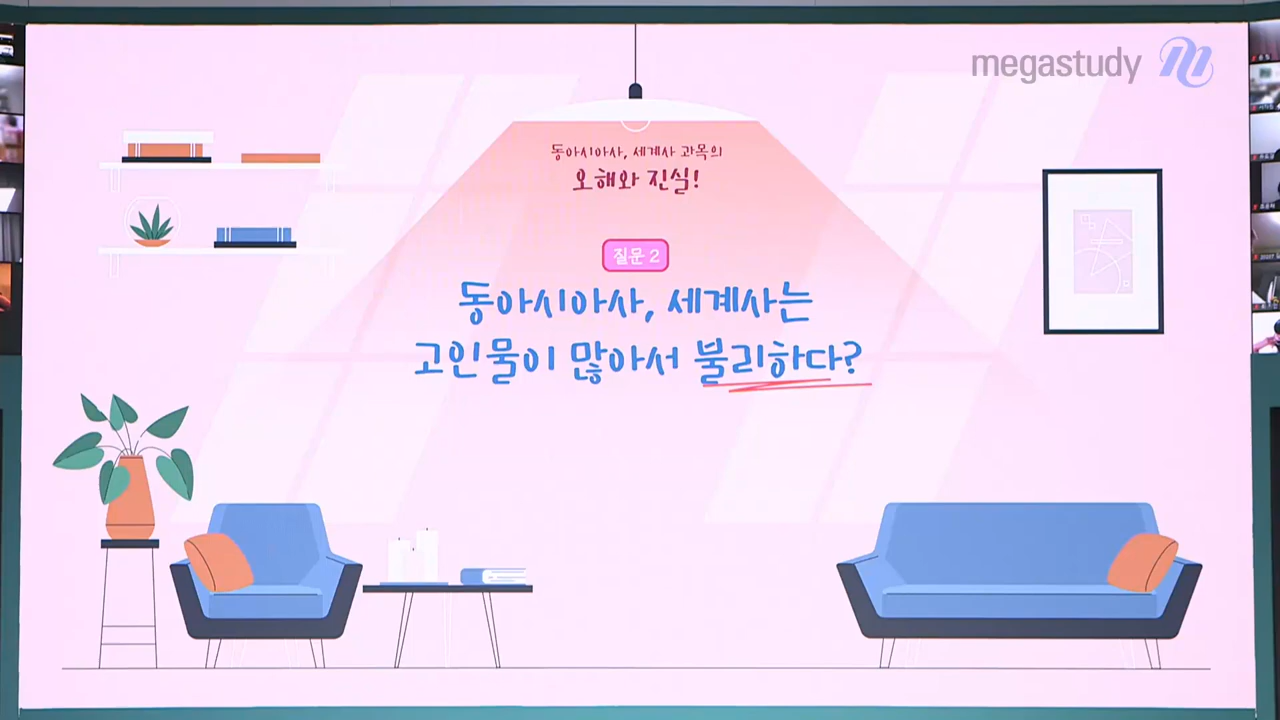 megastudy
동아시아사, 세계사 과목의
오해와 진실!
질문 2
동아시아사, 세계사는
고인물이 많아서 불리하다?